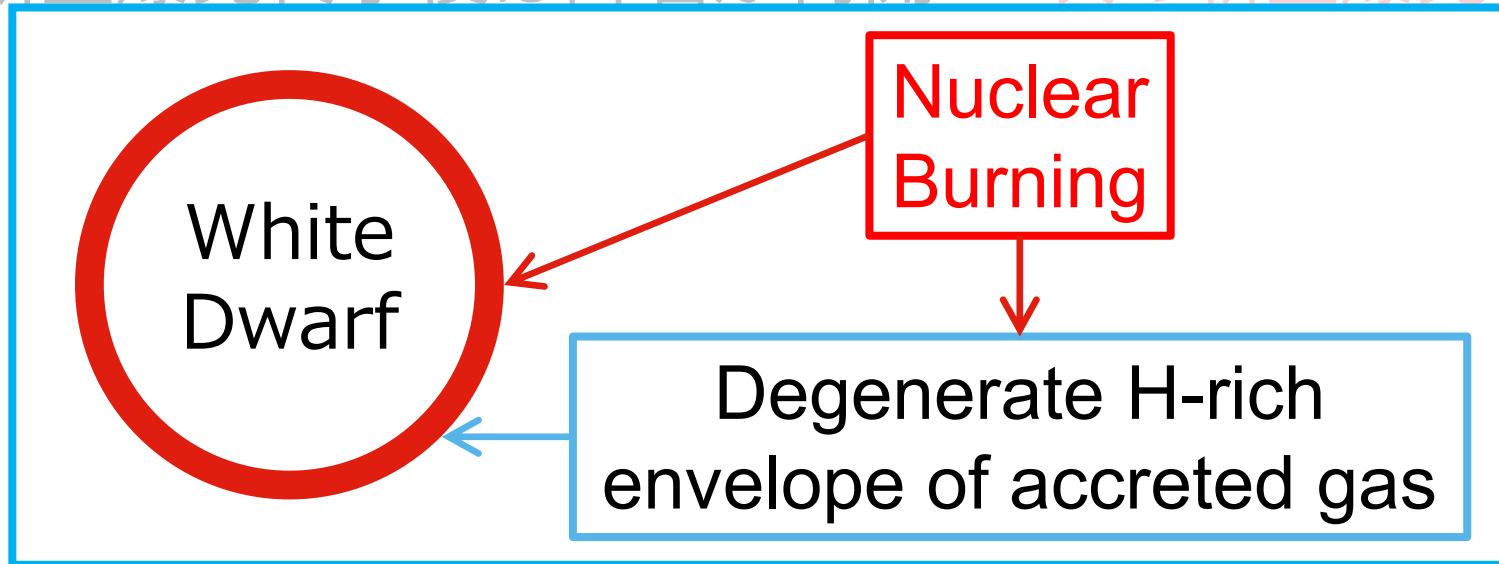 White
Dwarf
Nuclear
Burning
Degenerate H-rich
envelope of accreted gas